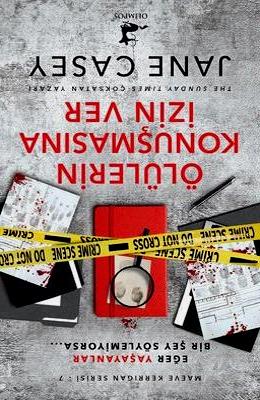 MAEVE KERRIGAN SERİSİ : 7
EĞER YAŞAYANLAR
BİR ŞEY SÖYLEMİYORSA...
CRIME SCENE DO NOT CROSS
CRIME SCENE DO NOT CROSS
ÖLÜLERİN
KONUŞMASINA
İZİN VER
THE SUNDAY TIMES ÇOKSATAN YAZARI
JANE CASEY
OLIMPOS